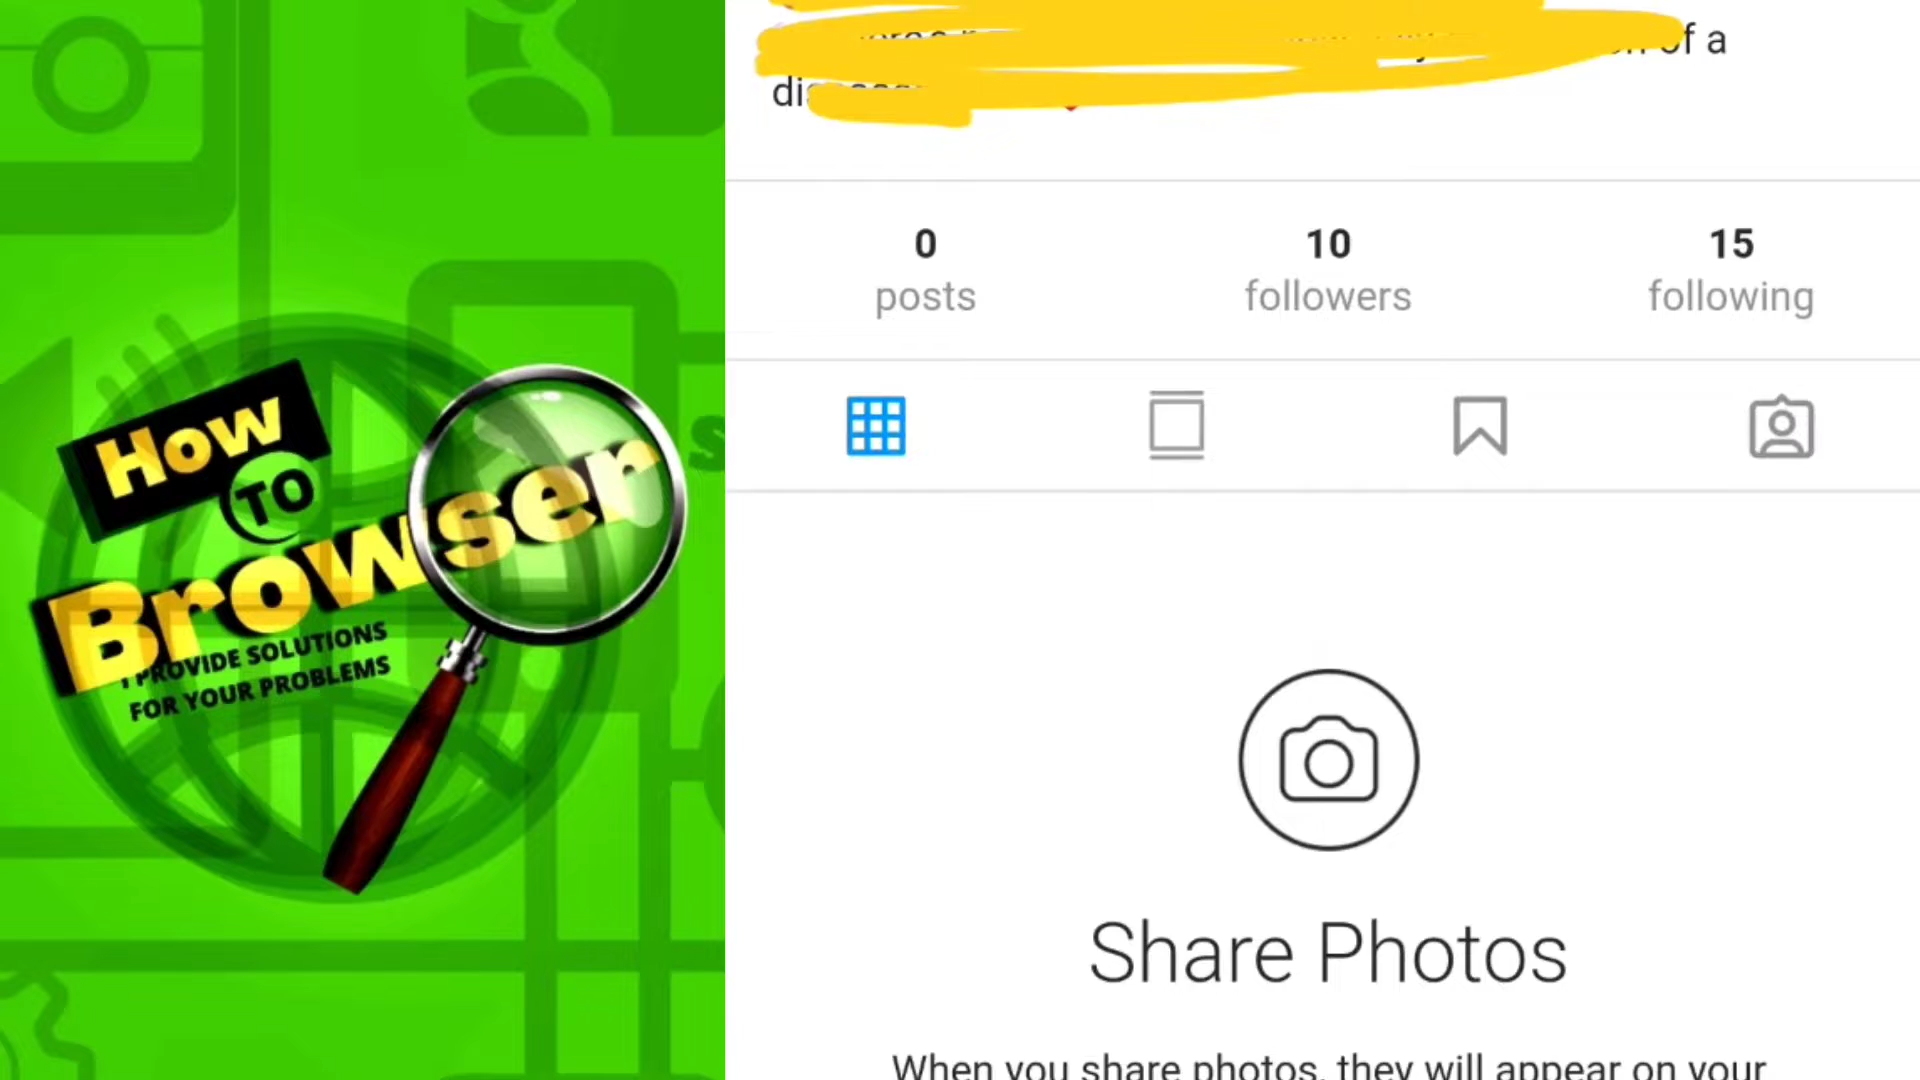 How
TO
Browser
I PROVIDE SOLUTIONS
FOR YOUR PROBLEMS
of a
0
posts
10
followers
15
following
Share Photos
When you share photos, they will appear on your